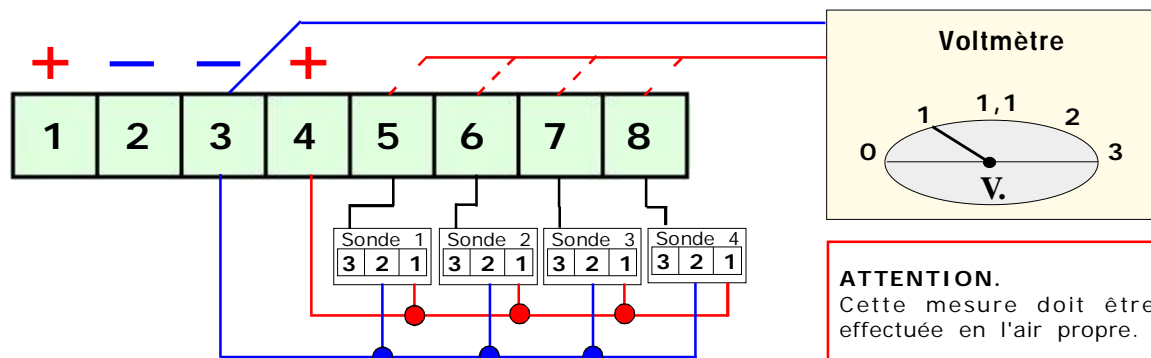 Voltmètre
+ — — +
1,1
1 2
0 3
V.
1 2 3 4 5 6 7 8
Sonde 1 Sonde 2 Sonde 3 Sonde 4
3 2 1 3 2 1 3 2 1 3 2 1
ATTENTION.
Cette mesure doit être
effectuée en l'air propre.